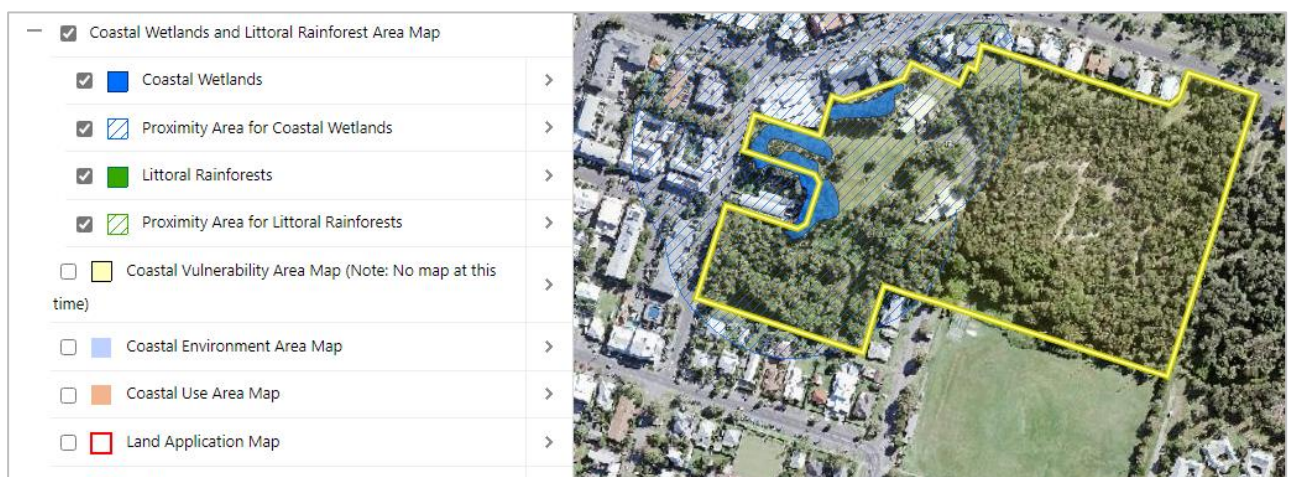 Coastal Wetlands and Littoral Rainforest Area Map
Coastal Wetlands
Proximity Area for Coastal Wetlands
Littoral Rainforests
Proximity Area for Littoral Rainforests
Coastal Vulnerability Area Map (Note: No map at this
time)
Coastal Environment Area Map
Coastal Use Area Map
Land Application Map